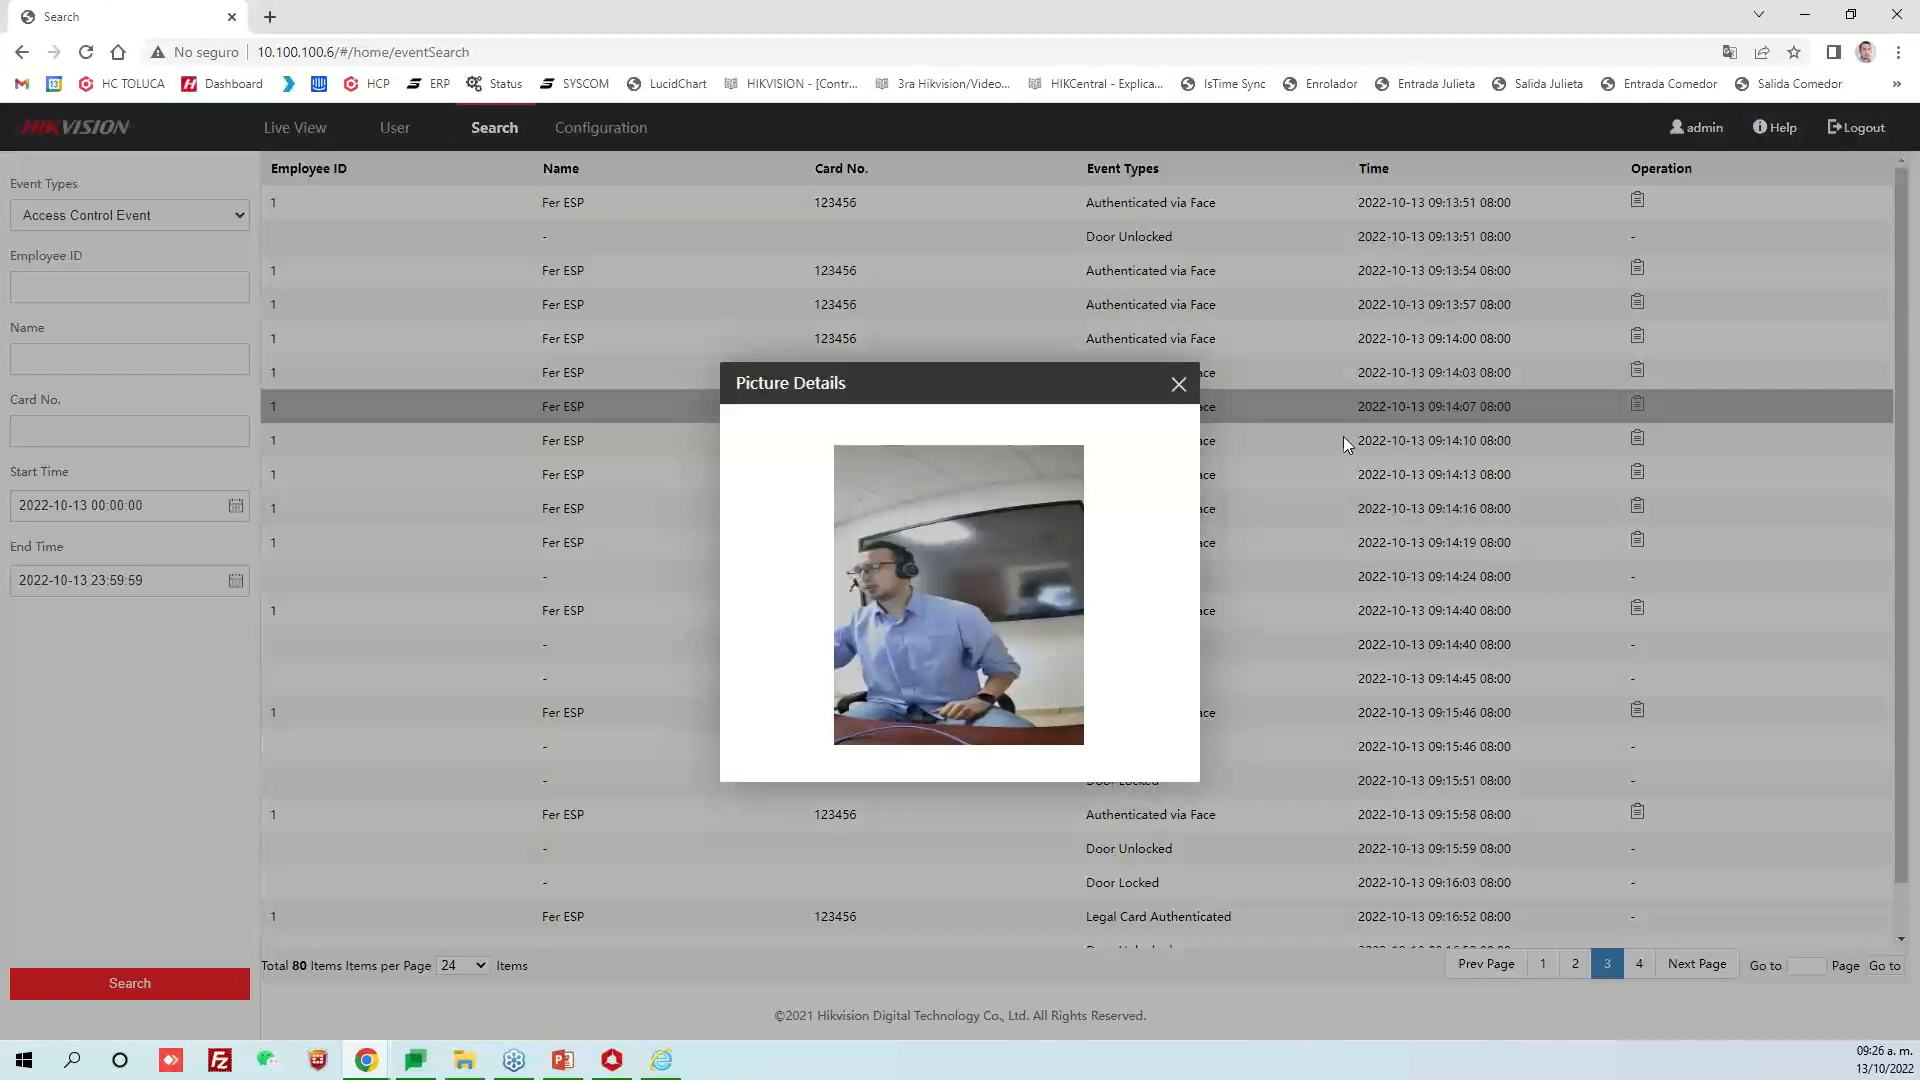 Search
No seguro 10.100.100.6/#/home/eventSearch
HC TOLUCA Dashboard HCP ERP Status SYSCOM LucidChart HIKVISION - [Contr... 3ra Hikvision/Video... HIKCentral - Explica... IsTime Sync Enrolador Entrada Julieta Salida Julieta Entrada Comedor Salida Comedor »
HIKVISION Live View User Search Configuration admin Help Logout
Event Types
Access Control Event
Employee ID
Name
Card No.
Start Time
2022-10-13 00:00:00
End Time
2022-10-13 23:59:59
Search
Employee ID Name Card No. Event Types Time Operation
1 Fer ESP 123456 Authenticated via Face 2022-10-13 09:13:51 08:00
- Door Unlocked 2022-10-13 09:13:51 08:00 -
1 Fer ESP 123456 Authenticated via Face 2022-10-13 09:13:54 08:00
1 Fer ESP 123456 Authenticated via Face 2022-10-13 09:13:57 08:00
1 Fer ESP 123456 Authenticated via Face 2022-10-13 09:14:00 08:00
1 Fer ESP ace 2022-10-13 09:14:03 08:00
1 Fer ESP ace 2022-10-13 09:14:07 08:00
1 Fer ESP ace 2022-10-13 09:14:10 08:00
1 Fer ESP ace 2022-10-13 09:14:13 08:00
1 Fer ESP ace 2022-10-13 09:14:16 08:00
1 Fer ESP ace 2022-10-13 09:14:19 08:00
- 2022-10-13 09:14:24 08:00 -
1 Fer ESP ace 2022-10-13 09:14:40 08:00
- 2022-10-13 09:14:40 08:00 -
- 2022-10-13 09:14:45 08:00 -
1 Fer ESP ace 2022-10-13 09:15:46 08:00
- 2022-10-13 09:15:46 08:00 -
- Door Locked 2022-10-13 09:15:51 08:00 -
1 Fer ESP 123456 Authenticated via Face 2022-10-13 09:15:58 08:00
- Door Unlocked 2022-10-13 09:15:59 08:00 -
- Door Locked 2022-10-13 09:16:03 08:00 -
1 Fer ESP 123456 Legal Card Authenticated 2022-10-13 09:16:52 08:00 -
Picture Details
Total 80 Items Items per Page 24 Items Prev Page 1 2 3 4 Next Page Go to Page Go to
©2021 Hikvision Digital Technology Co., Ltd. All Rights Reserved.
09:26 a. m.
13/10/2022